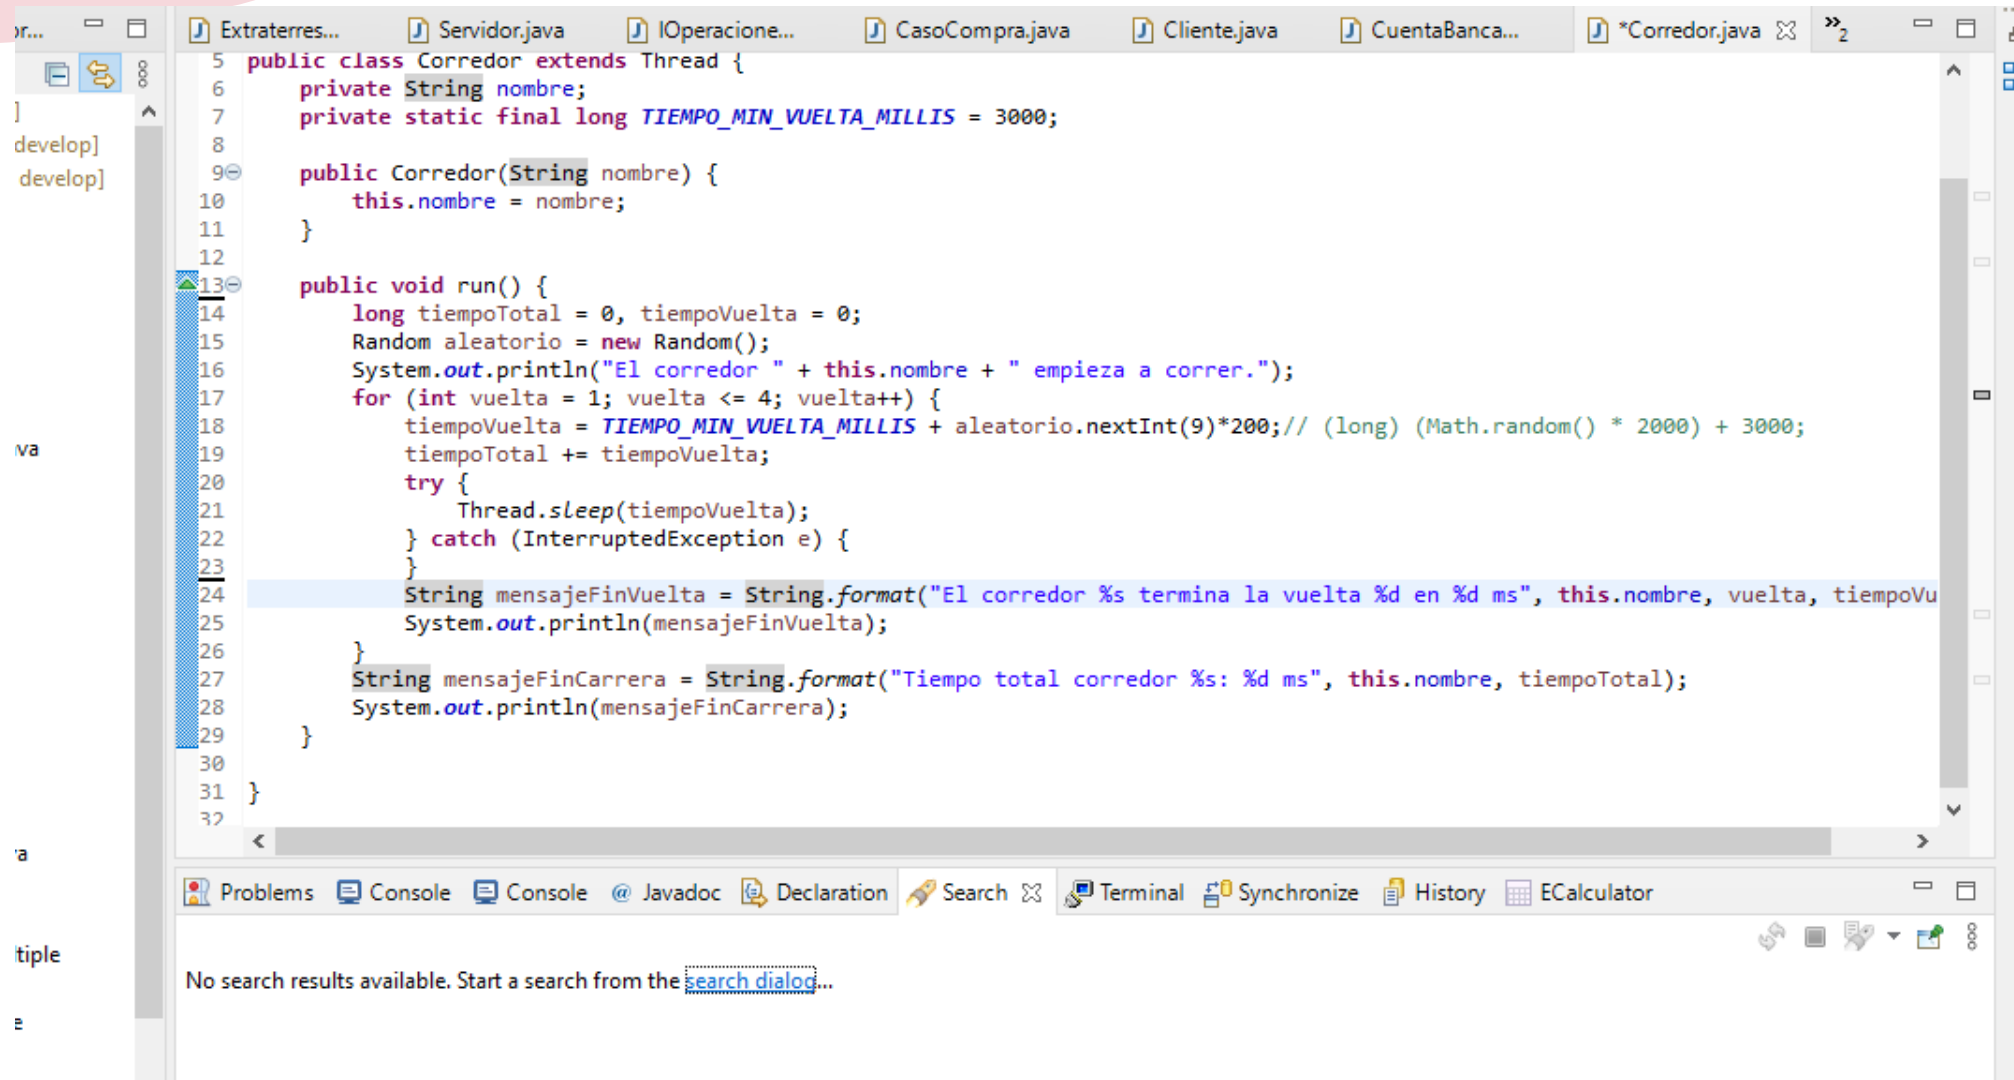 or...
Extraterres... Servidor.java IOperacione... CasoCompra.java Cliente.java CuentaBanca... *Corredor.java »2
]
develop]
develop]
5 public class Corredor extends Thread {
6 private String nombre;
7 private static final long TIEMPO_MIN_VUELTA_MILLIS = 3000;
8
9 public Corredor(String nombre) {
10 this.nombre = nombre;
11 }
12
13 public void run() {
14 long tiempoTotal = 0, tiempoVuelta = 0;
15 Random aleatorio = new Random();
16 System.out.println("El corredor " + this.nombre + " empieza a correr.");
17 for (int vuelta = 1; vuelta <= 4; vuelta++) {
18 tiempoVuelta = TIEMPO_MIN_VUELTA_MILLIS + aleatorio.nextInt(9)*200;// (long) (Math.random() * 2000) + 3000;
19 tiempoTotal += tiempoVuelta;
20 try {
21 Thread.sleep(tiempoVuelta);
22 } catch (InterruptedException e) {
23 }
24 String mensajeFinVuelta = String.format("El corredor %s termina la vuelta %d en %d ms", this.nombre, vuelta, tiempoVu
25 System.out.println(mensajeFinVuelta);
26 }
27 String mensajeFinCarrera = String.format("Tiempo total corredor %s: %d ms", this.nombre, tiempoTotal);
28 System.out.println(mensajeFinCarrera);
29 }
30
31 }
32
va
a
ltiple
e
Problems Console Console @ Javadoc Declaration Search Terminal Synchronize History ECalculator
No search results available. Start a search from the search dialog...